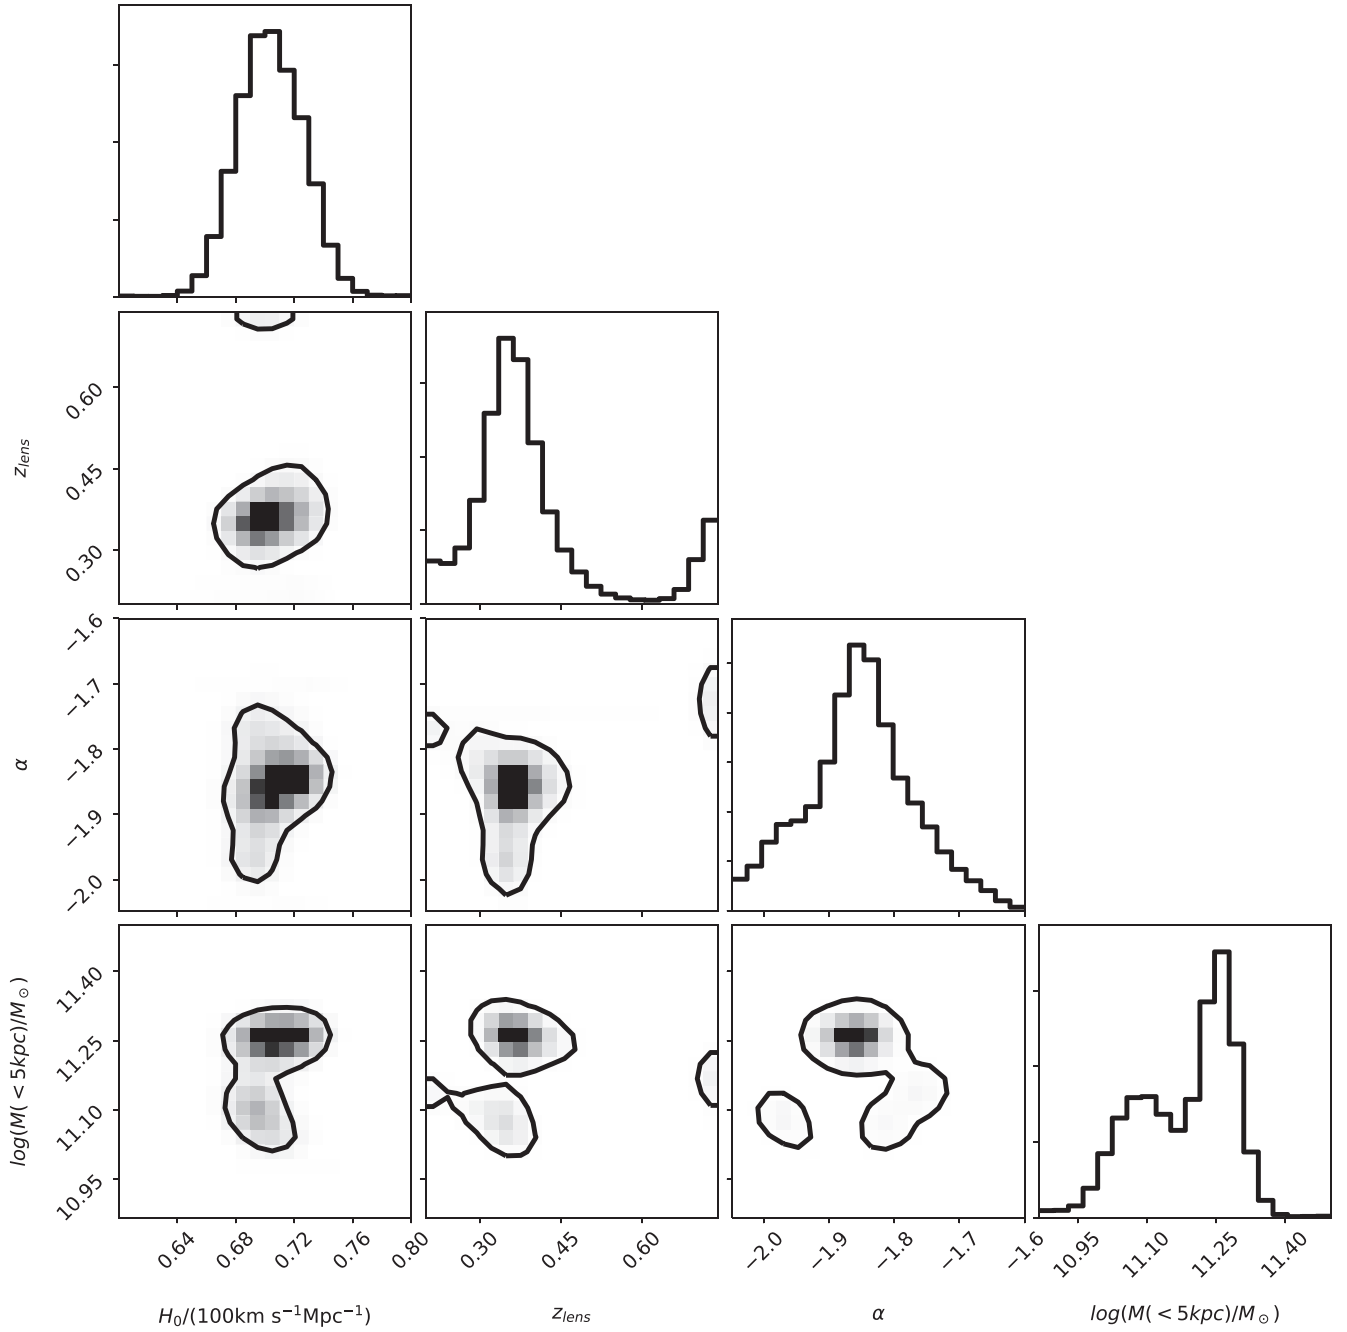 0.60
0.45
0.30
z_lens
−1.6
−1.7
−1.8
−1.9
−2.0
α
11.40
11.25
11.10
10.95
log(M(<5kpc)/M⊙)
0.64 0.68 0.72 0.76 0.80 0.30 0.45 0.60 −2.0 −1.9 −1.8 −1.7 −1.6 10.95 11.10 11.25 11.40
H₀/(100km s⁻¹Mpc⁻¹) z_lens α log(M(<5kpc)/M⊙)